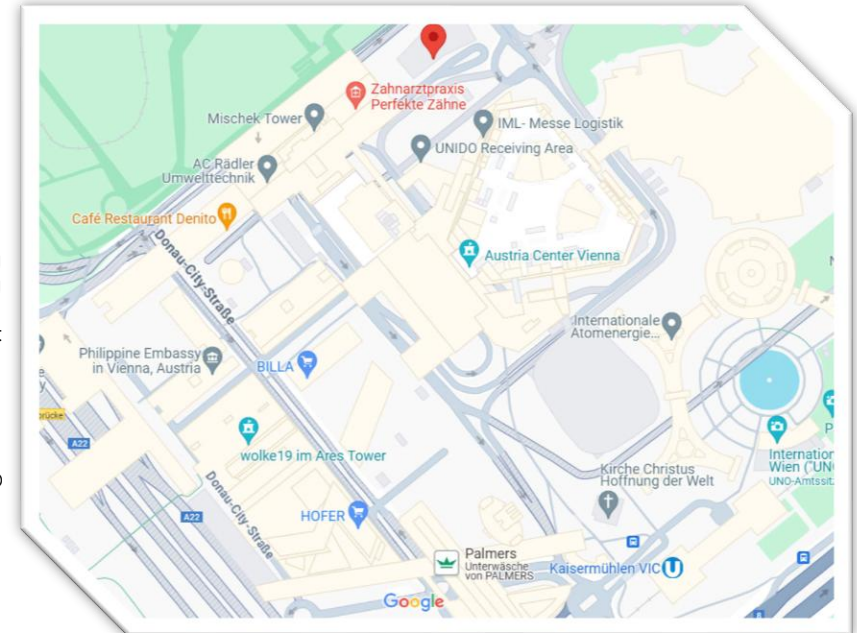 Zahnarztpraxis
Perfekte Zähne
Mischek Tower
IML- Messe Logistik
UNIDO Receiving Area
AC Rädler
Umwelttechnik
Café Restaurant Denito
Donau-City-Straße
Austria Center Vienna
Internationale
Atomenergie...
Philippine Embassy
in Vienna, Austria
BILLA
A22
wolke19 im Ares Tower
Internation
Wien ("UN
UNO-Amtssit
Kirche Christus
Hoffnung der Welt
Donau-City-Straße
A22
HOFER
Palmers
Unterwäsche
von PALMERS
Kaisermühlen VIC U
Google